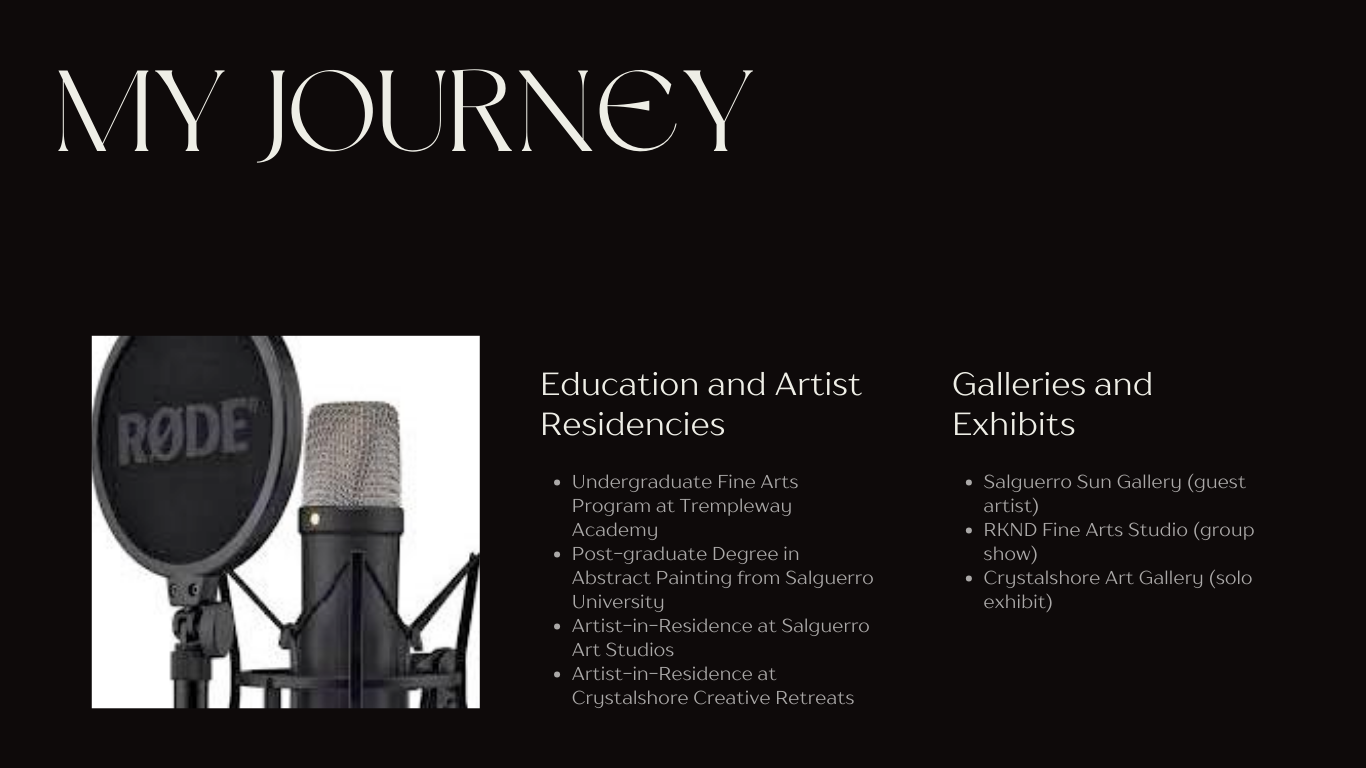 MY JOURNEY
RØDE
Education and Artist
Residencies
• Undergraduate Fine Arts
Program at Trempleway
Academy
• Post-graduate Degree in
Abstract Painting from Salguerro
University
• Artist-in-Residence at Salguerro
Art Studios
• Artist-in-Residence at
Crystalshore Creative Retreats
Galleries and
Exhibits
• Salguerro Sun Gallery (guest
artist)
• RKND Fine Arts Studio (group
show)
• Crystalshore Art Gallery (solo
exhibit)